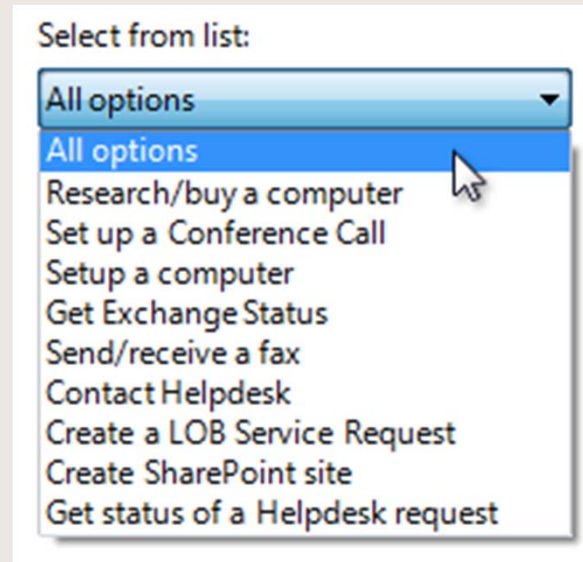 Select from list:
All options
All options
Research/buy a computer
Set up a Conference Call
Setup a computer
Get Exchange Status
Send/receive a fax
Contact Helpdesk
Create a LOB Service Request
Create SharePoint site
Get status of a Helpdesk request